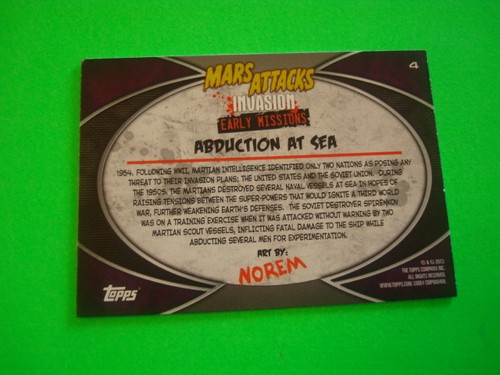 4
MARS ATTACKS
INVASION
EARLY MISSIONS
ABDUCTION AT SEA
1954. FOLLOWING WWII, MARTIAN INTELLIGENCE IDENTIFIED ONLY TWO NATIONS AS POSING ANY
THREAT TO THEIR INVASION PLANS; THE UNITED STATES AND THE SOVIET UNION. DURING
THE 1950S, THE MARTIANS DESTROYED SEVERAL NAVAL VESSELS AT SEA IN HOPES OF
RAISING TENSIONS BETWEEN THE SUPER-POWERS THAT WOULD IGNITE A THIRD WORLD
WAR, FURTHER WEAKENING EARTH'S DEFENSES. THE SOVIET DESTROYER SPIRENKOV
WAS ON A TRAINING EXERCISE WHEN IT WAS ATTACKED WITHOUT WARNING BY TWO
MARTIAN SCOUT VESSELS, INFLICTING FATAL DAMAGE TO THE SHIP WHILE
ABDUCTING SEVERAL MEN FOR EXPERIMENTATION.
ART BY:
NOREM
TOPPS
® & © 2013
THE TOPPS COMPANY, INC.
ALL RIGHTS RESERVED.
WWW.TOPPS.COM CODE#